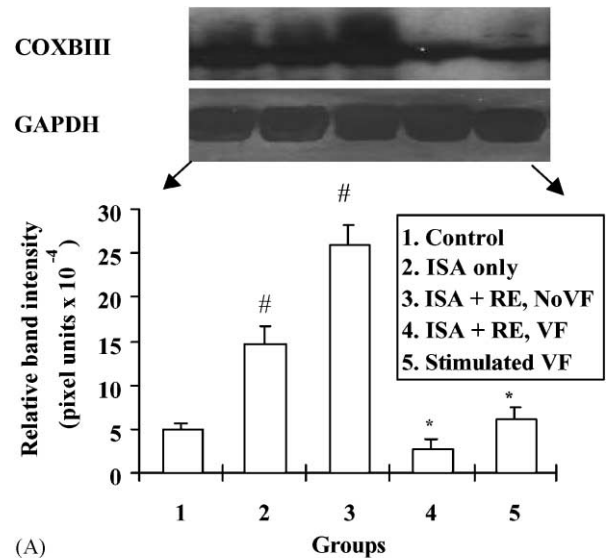 COXBIII
GAPDH
Relative band intensity
(pixel units x 10-4)
30
25
20
15
10
5
0
#
#
*
*
1. Control
2. ISA only
3. ISA + RE, NoVF
4. ISA + RE, VF
5. Stimulated VF
1 2 3 4 5
(A) Groups